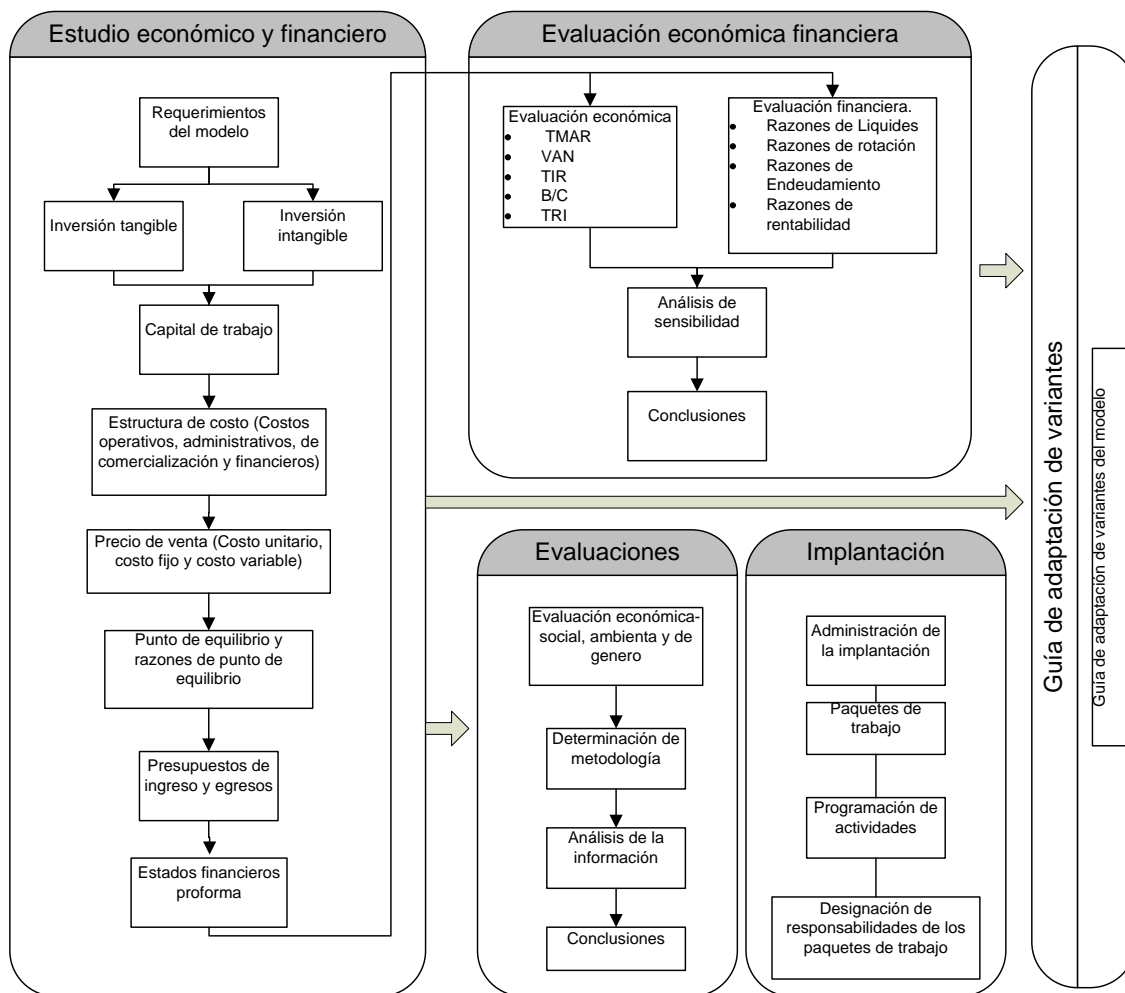 Estudio económico y financiero
Requerimientos
del modelo
Inversión tangible
Inversión
intangible
Capital de trabajo
Estructura de costo (Costos
operativos, administrativos, de
comercialización y financieros)
Precio de venta (Costo unitario,
costo fijo y costo variable)
Punto de equilibrio y
razones de punto de
equilibrio
Presupuestos de
ingreso y egresos
Estados financieros
proforma
Evaluación económica financiera
Evaluación económica
• TMAR
• VAN
• TIR
• B/C
• TRI
Evaluación financiera.
• Razones de Liquides
• Razones de rotación
• Razones de
Endeudamiento
• Razones de
rentabilidad
Análisis de
sensibilidad
Conclusiones
Evaluaciones
Evaluación económica-
social, ambienta y de
genero
Determinación de
metodología
Análisis de la
información
Conclusiones
Implantación
Administración de
la implantación
Paquetes de
trabajo
Programación de
actividades
Designación de
responsabilidades de los
paquetes de trabajo
Guía de adaptación de variantes
Guía de adaptación de variantes del modelo